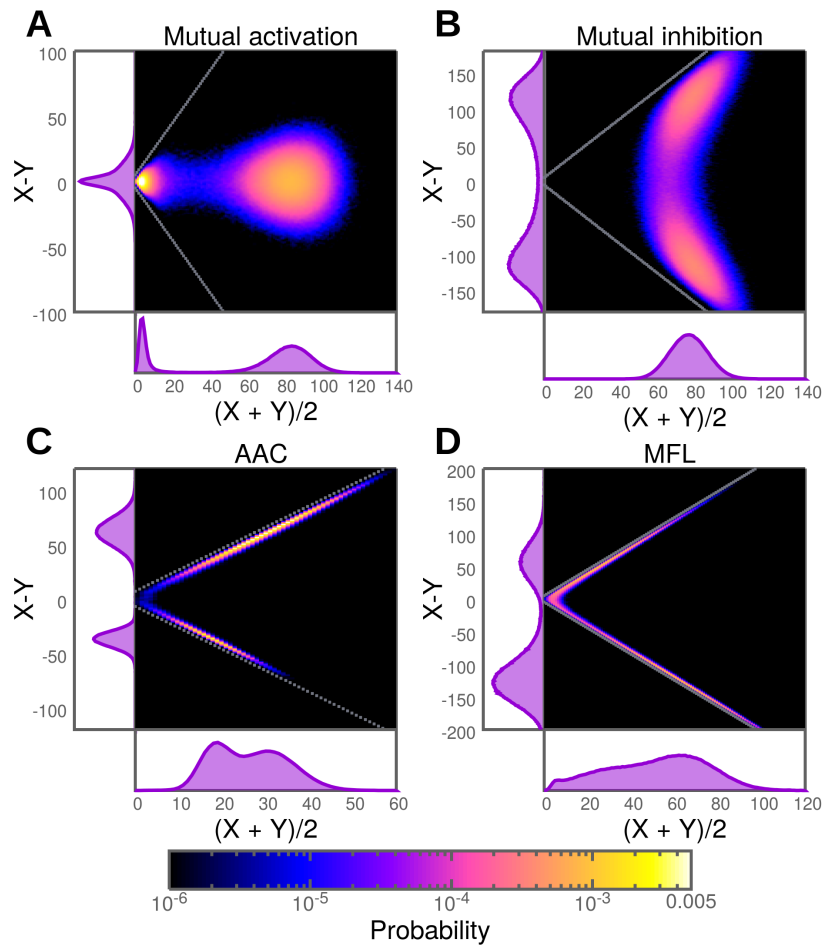 A Mutual activation
B Mutual inhibition
100
50
0
-50
-100
X-Y
0 20 40 60 80 100 120 140
(X + Y)/2
150
100
50
0
-50
-100
-150
X-Y
0 20 40 60 80 100 120 140
(X + Y)/2
C AAC
D MFL
100
50
0
-50
-100
X-Y
0 10 20 30 40 50 60
(X + Y)/2
200
150
100
50
0
-50
-100
-150
-200
X-Y
0 20 40 60 80 100 120
(X + Y)/2
10⁻⁶ 10⁻⁵ 10⁻⁴ 10⁻³ 0.005
Probability